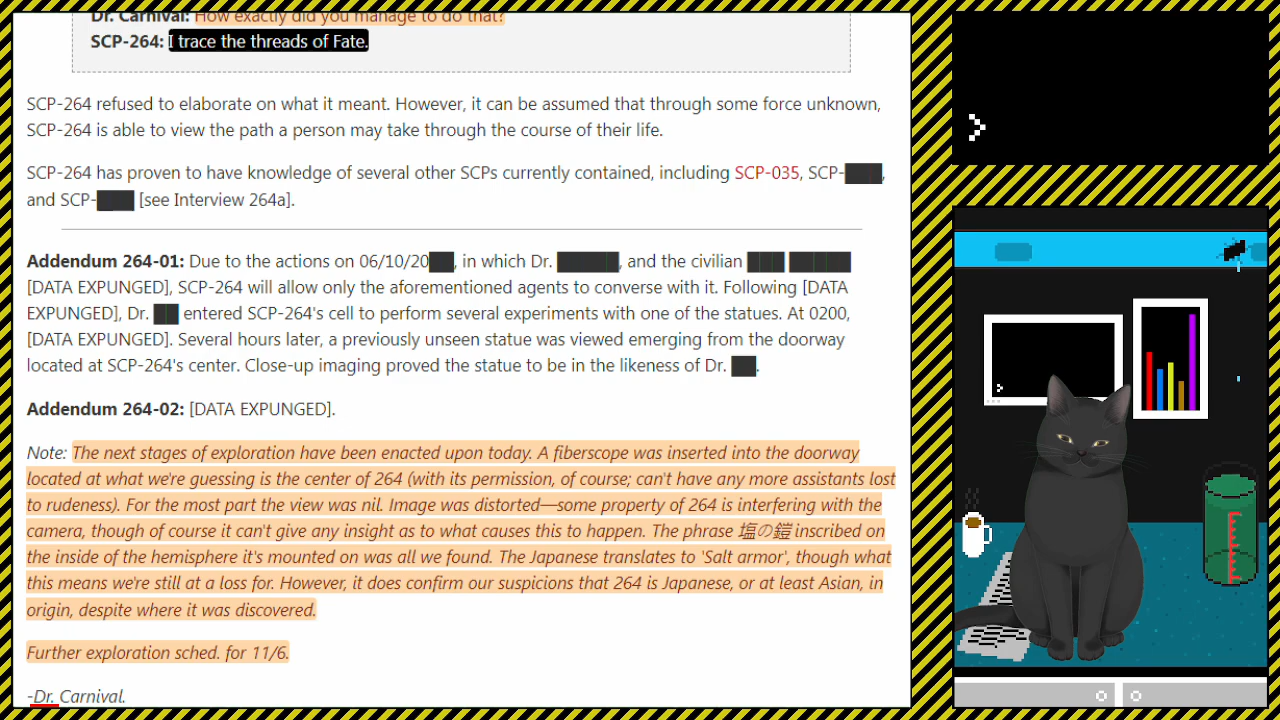 Dr. Carnival: How exactly did you manage to do that?
SCP-264: I trace the threads of Fate.
SCP-264 refused to elaborate on what it meant. However, it can be assumed that through some force unknown,
SCP-264 is able to view the path a person may take through the course of their life.
SCP-264 has proven to have knowledge of several other SCPs currently contained, including SCP-035, SCP-███,
and SCP-███ [see Interview 264a].
Addendum 264-01: Due to the actions on 06/10/20██, in which Dr. █████, and the civilian ███ █████
[DATA EXPUNGED], SCP-264 will allow only the aforementioned agents to converse with it. Following [DATA
EXPUNGED], Dr. ██ entered SCP-264's cell to perform several experiments with one of the statues. At 0200,
[DATA EXPUNGED]. Several hours later, a previously unseen statue was viewed emerging from the doorway
located at SCP-264's center. Close-up imaging proved the statue to be in the likeness of Dr. ██.
Addendum 264-02: [DATA EXPUNGED].
Note: The next stages of exploration have been enacted upon today. A fiberscope was inserted into the doorway
located at what we're guessing is the center of 264 (with its permission, of course; can't have any more assistants lost
to rudeness). For the most part the view was nil. Image was distorted—some property of 264 is interfering with the
camera, though of course it can't give any insight as to what causes this to happen. The phrase 塩の鎧 inscribed on
the inside of the hemisphere it's mounted on was all we found. The Japanese translates to 'Salt armor', though what
this means we're still at a loss for. However, it does confirm our suspicions that 264 is Japanese, or at least Asian, in
origin, despite where it was discovered.
Further exploration sched. for 11/6.
-Dr. Carnival.